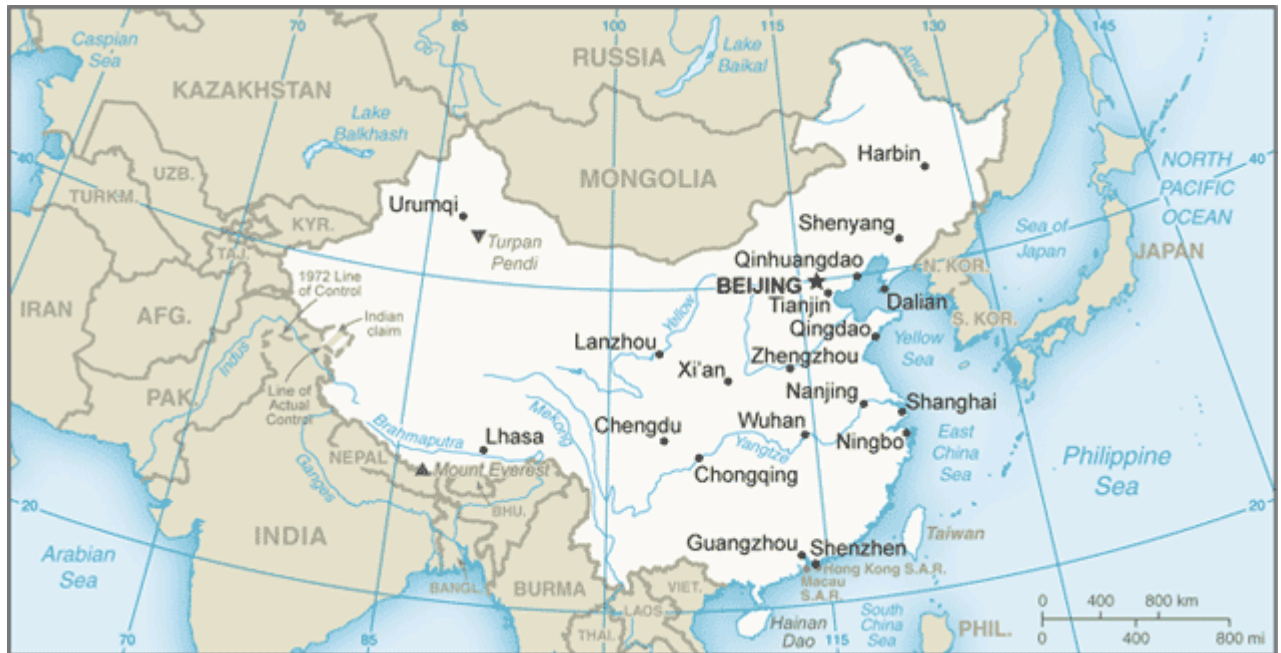 70
85
100
115
130
145
Caspian
Sea
Ob
RUSSIA
Lake
Baikal
Amur
KAZAKHSTAN
Lake
Balkhash
40
Harbin
40
NORTH
PACIFIC
OCEAN
UZB.
MONGOLIA
TURKM.
Urumqi
KYR.
Turpan
Pendi
Shenyang
Sea of
Japan
TAJ.
Qinhuangdao
N. KOR.
JAPAN
1972 Line
of Control
BEIJING
Tianjin
Dalian
IRAN
AFG.
Indian
claim
Yellow
Qingdao
S. KOR.
Yellow
Sea
Lanzhou
Zhengzhou
Indus
Xi'an
Nanjing
PAK.
Line of
Actual
Control
Mekong
Shanghai
Chengdu
Wuhan
Brahmaputra
Lhasa
Yangtze
Ningbo
East
China
Sea
NEPAL
Mount Everest
Chongqing
Philippine
Sea
Ganges
20
BHU.
20
INDIA
Taiwan
Arabian
Sea
Guangzhou
Shenzhen
Hong Kong S.A.R.
Macau
S.A.R.
BANGL.
BURMA
VIET.
LAOS
0 400 800 km
0 400 800 mi
70
85
THAI.
Hainan
Dao
115
South
China
Sea
PHIL.